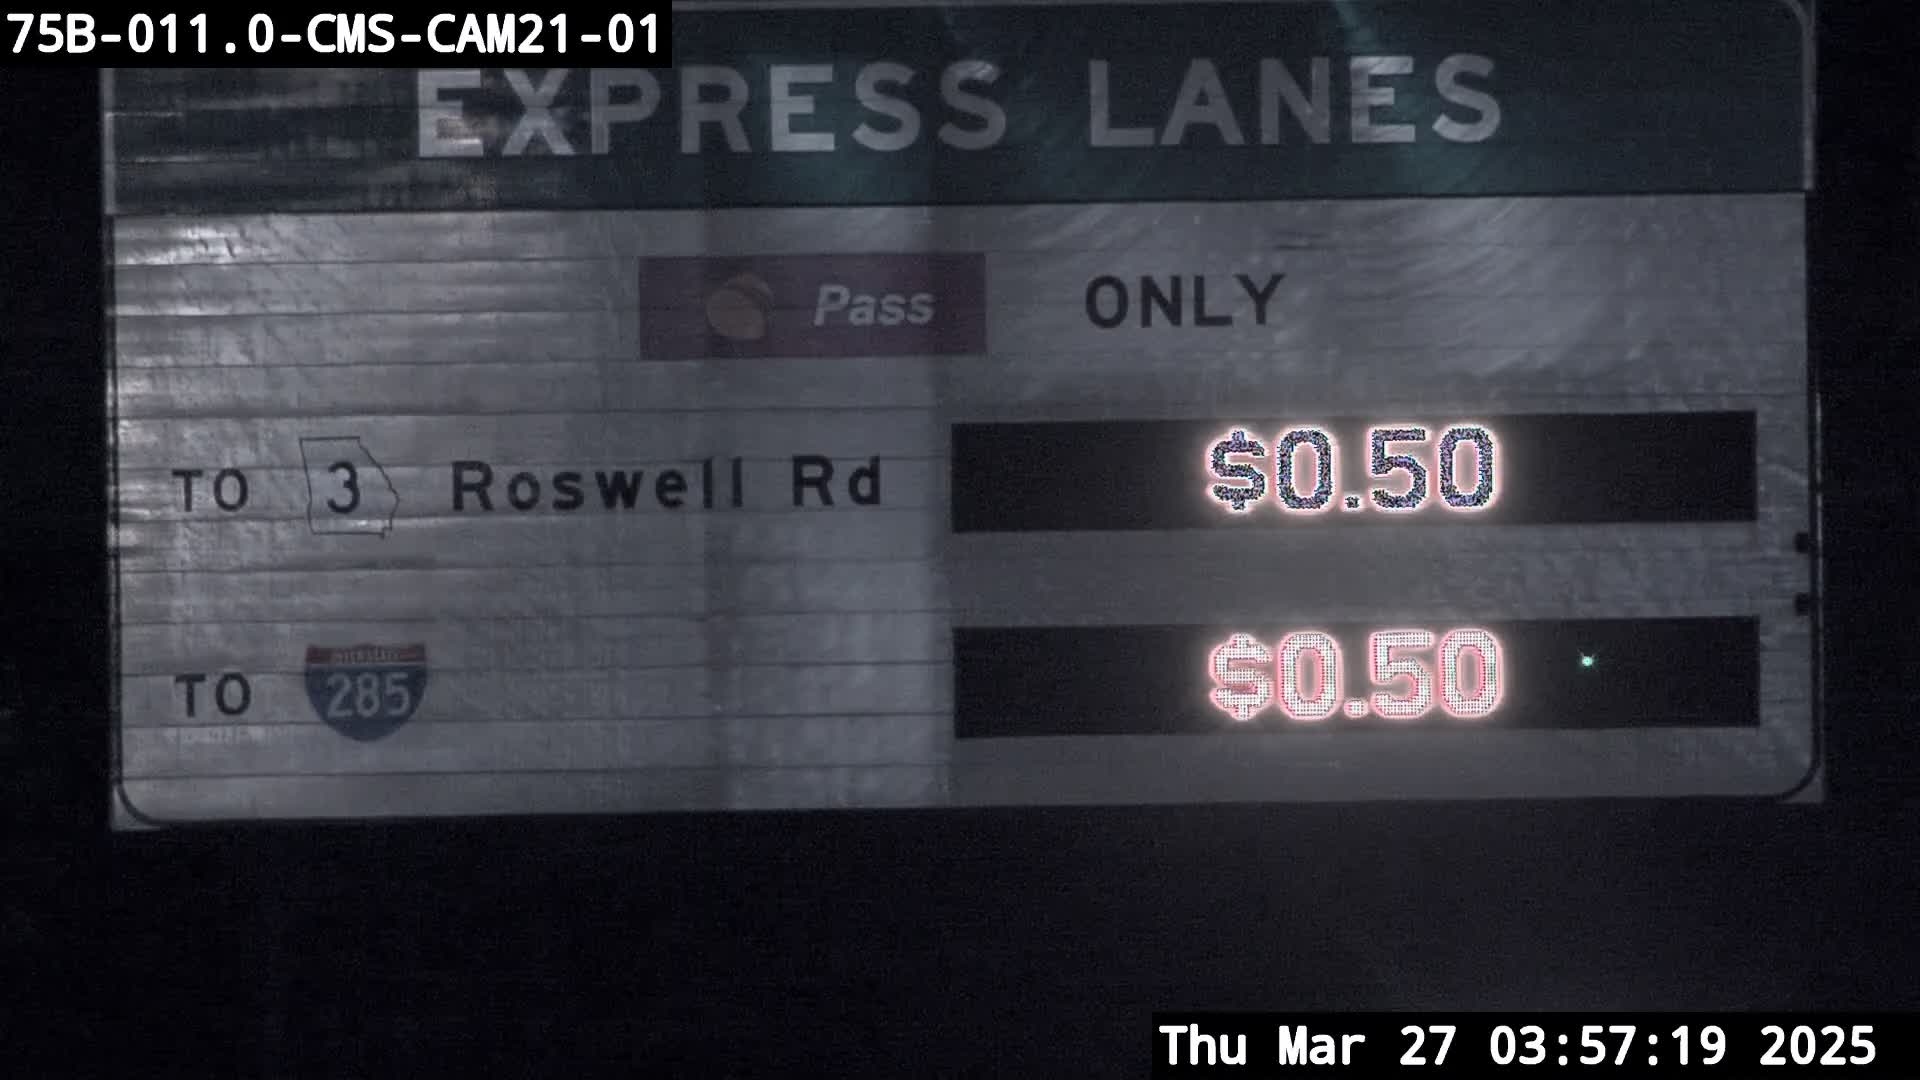 75B-011.0-CMS-CAM21-01
EXPRESS LANES
Pass ONLY
TO 3 Roswell Rd $0.50
TO INTERSTATE 285 $0.50
Thu Mar 27 03:57:19 2025